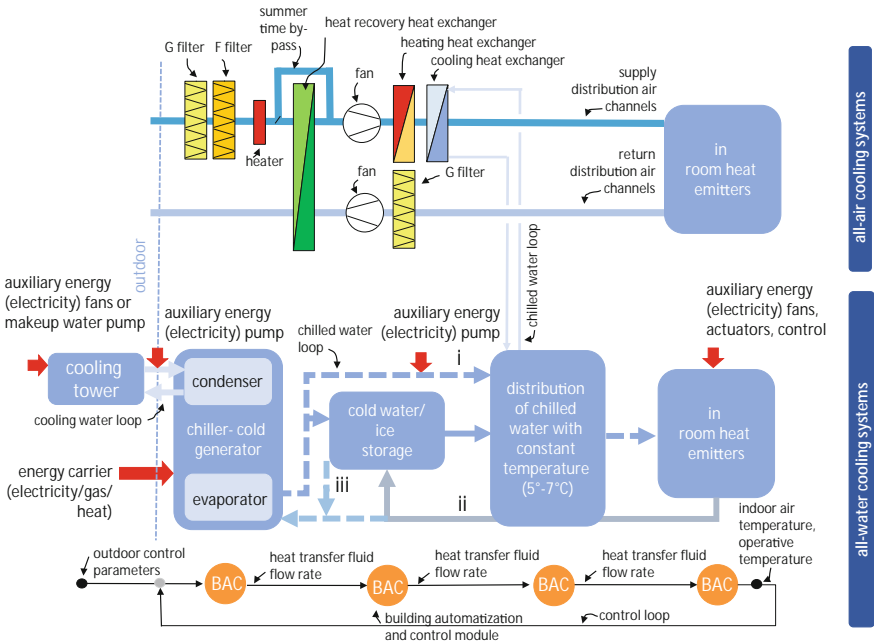 summer
time by-
pass
heat recovery heat exchanger
G filter
F filter
heating heat exchanger
cooling heat exchanger
fan
supply
distribution air
channels
heater
fan
G filter
return
distribution air
channels
in
room heat
emitters
all-air cooling systems
outdoor
chilled water loop
auxiliary energy
(electricity) fans or
makeup water pump
auxiliary energy
(electricity) pump
chilled water
loop
auxiliary energy
(electricity) pump
auxiliary energy
(electricity) fans,
actuators, control
i
cooling
tower
condenser
cooling water loop
chiller- cold
generator
evaporator
cold water/
ice
storage
distribution
of chilled
water with
constant
temperature
(5°-7°C)
in
room heat
emitters
energy carrier
(electricity/gas/
heat)
iii
ii
indoor air
temperature,
operative
temperature
all-water cooling systems
outdoor control
parameters
BAC
heat transfer fluid
flow rate
BAC
heat transfer fluid
flow rate
BAC
heat transfer fluid
flow rate
BAC
building automatization
and control module
control loop